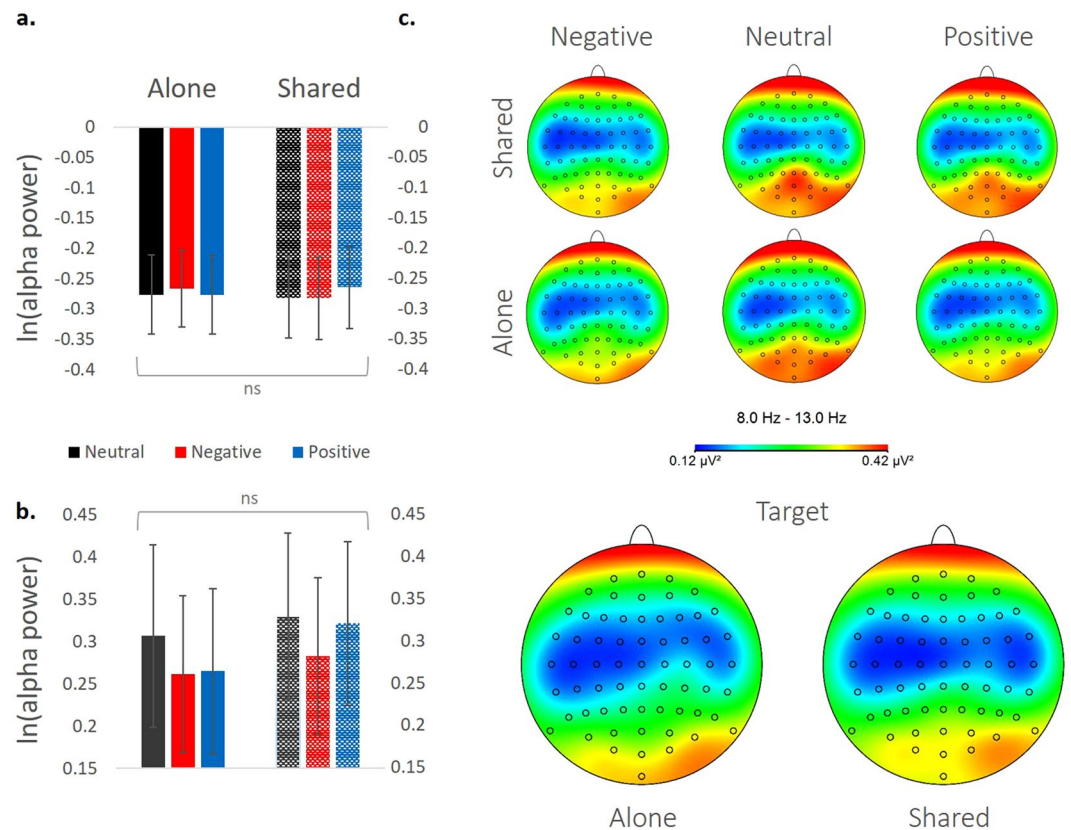 a.
Alone Shared
0 0
-0.05 -0.05
-0.1 -0.1
-0.15 -0.15
-0.2 -0.2
-0.25 -0.25
-0.3 -0.3
-0.35 -0.35
-0.4 -0.4
ln(alpha power)
ns
Neutral Negative Positive
b.
ns
0.45 0.45
0.4 0.4
0.35 0.35
0.3 0.3
0.25 0.25
0.2 0.2
0.15 0.15
ln(alpha power)
c.
Negative Neutral Positive
Shared
Alone
8.0 Hz - 13.0 Hz
0.12 µV² 0.42 µV²
Target
Alone Shared